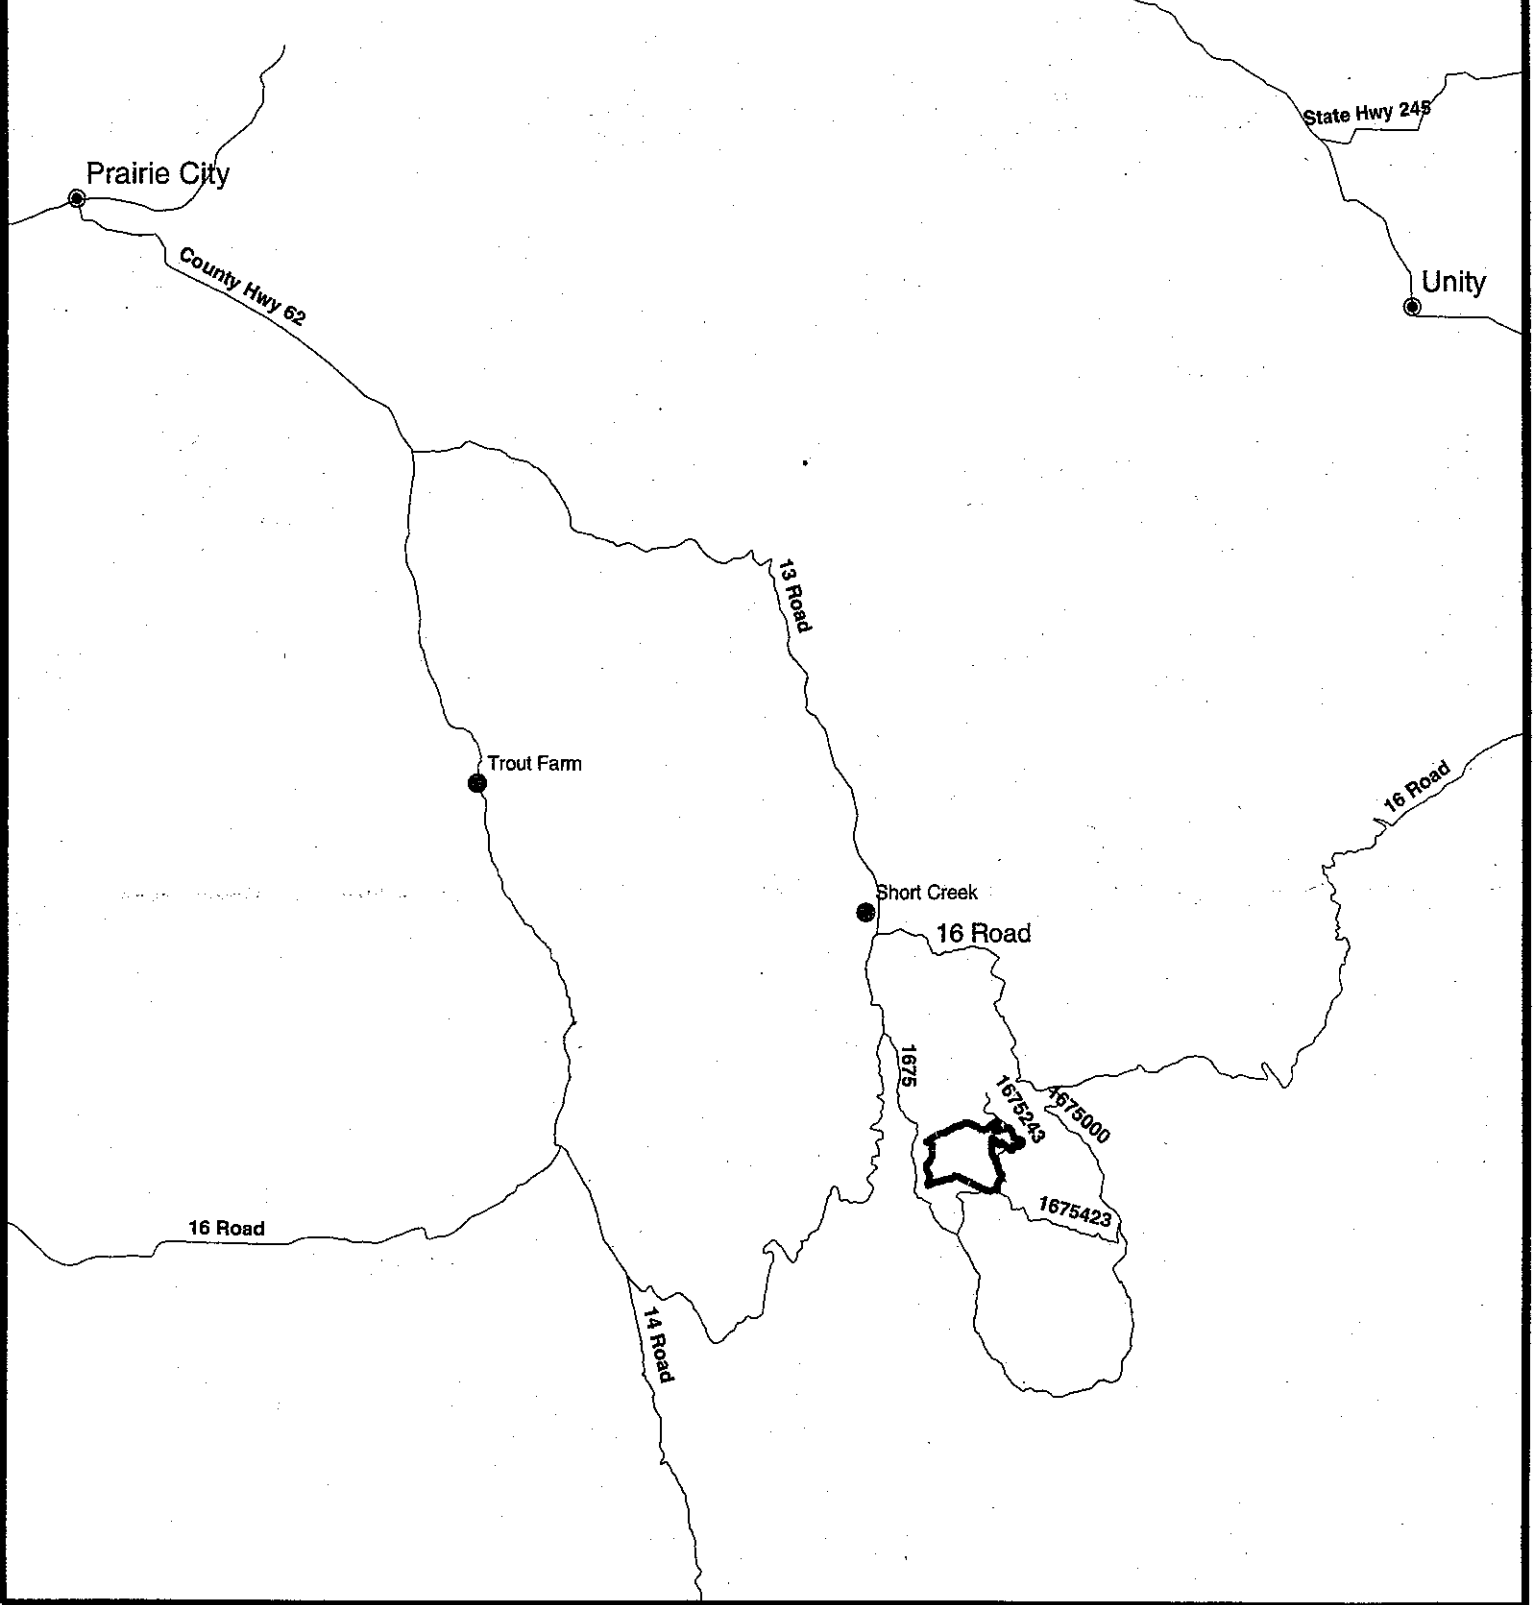 State Hwy 245
Prairie City
County Hwy 62
Unity
13 Road
Trout Farm
16 Road
Short Creek
16 Road
1675
1675243
1675000
1675423
16 Road
14 Road